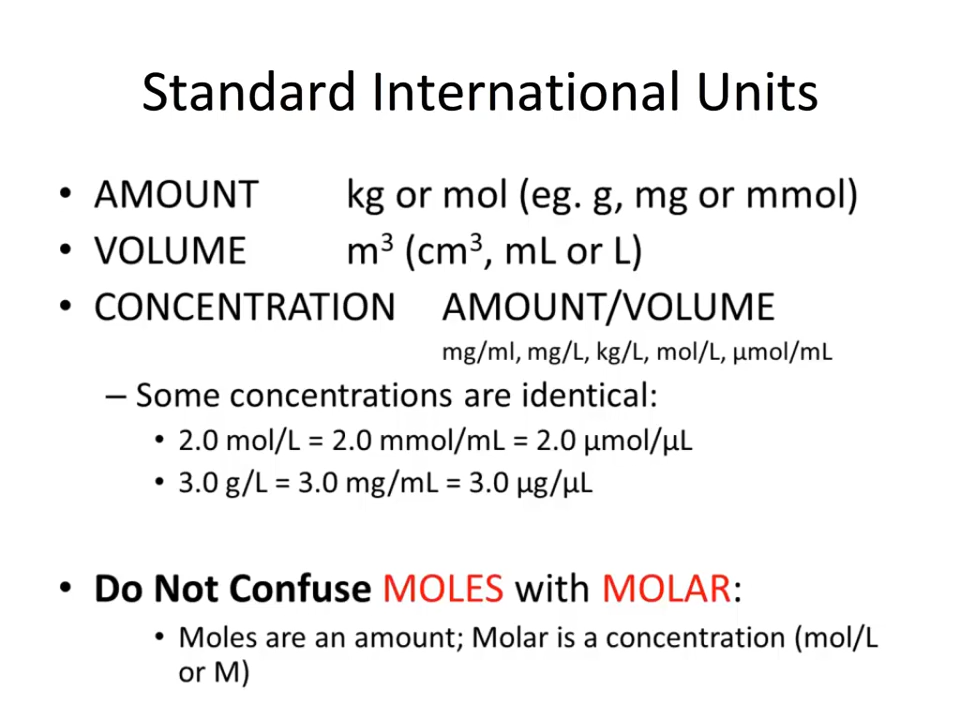 Standard International Units
• AMOUNT kg or mol (eg. g, mg or mmol)
• VOLUME m³ (cm³, mL or L)
• CONCENTRATION AMOUNT/VOLUME
mg/ml, mg/L, kg/L, mol/L, µmol/mL
– Some concentrations are identical:
• 2.0 mol/L = 2.0 mmol/mL = 2.0 µmol/µL
• 3.0 g/L = 3.0 mg/mL = 3.0 µg/µL
• Do Not Confuse MOLES with MOLAR:
• Moles are an amount; Molar is a concentration (mol/L
or M)